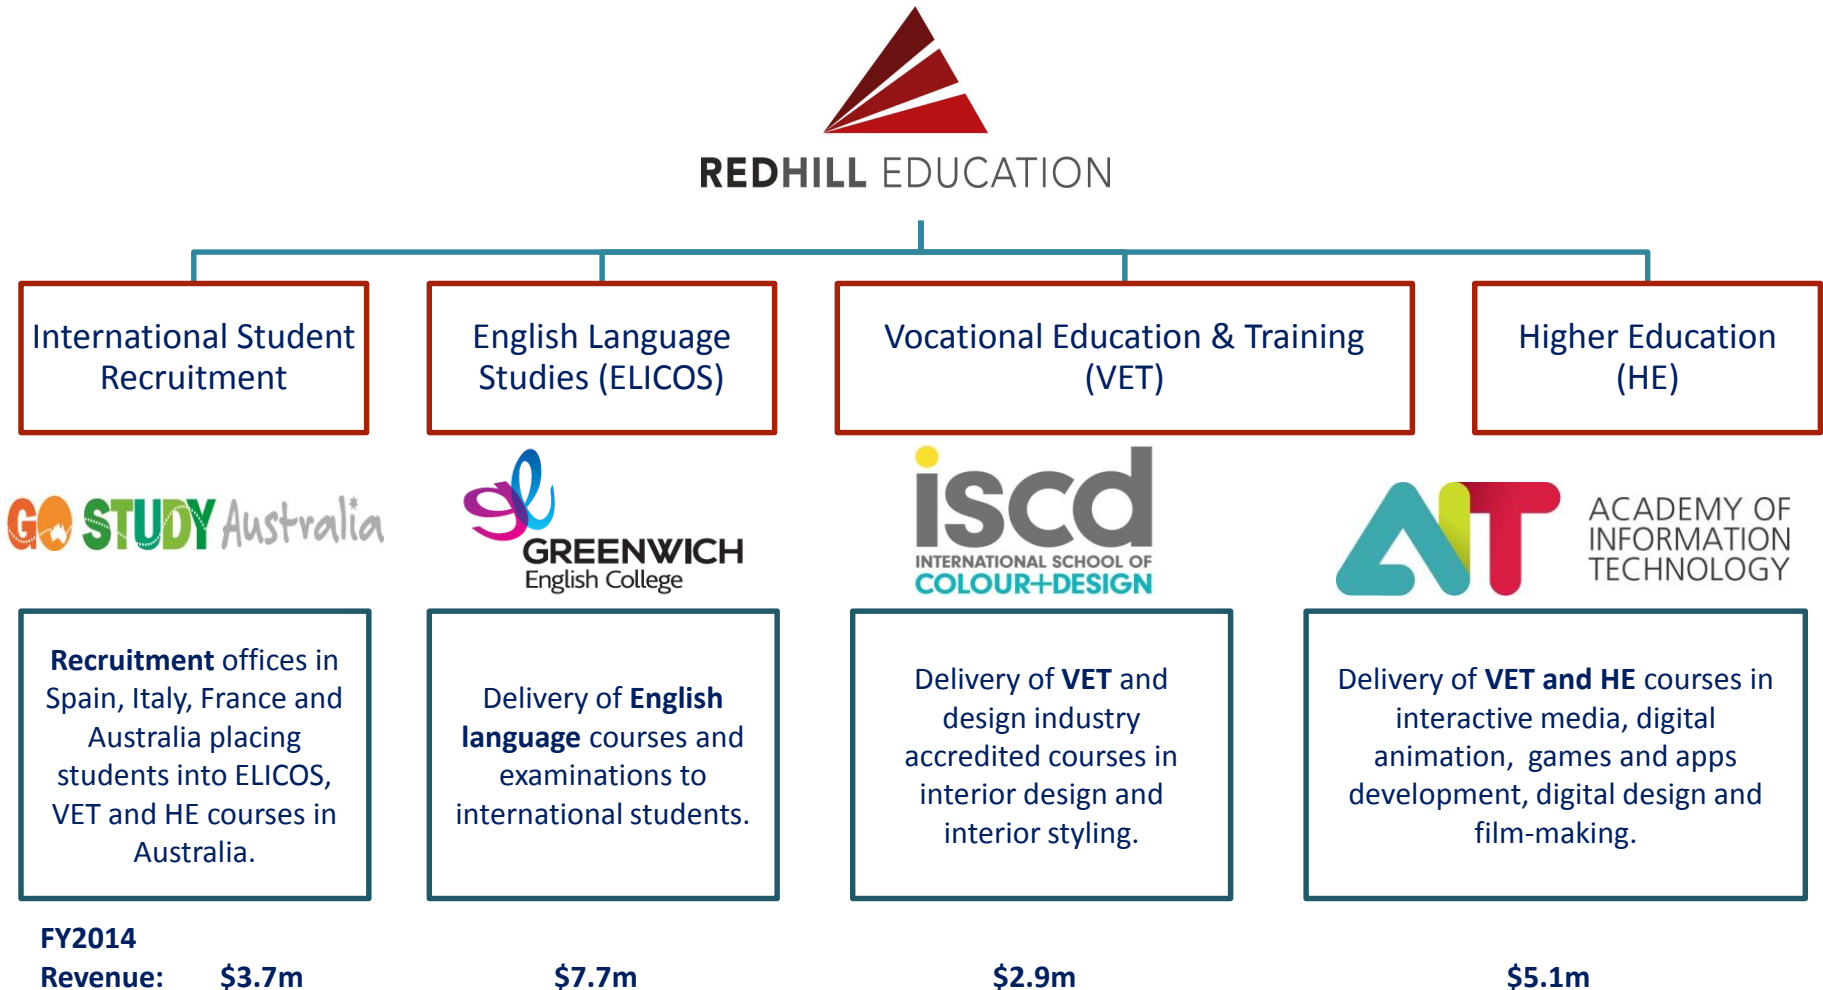 REDHILL EDUCATION
International Student
Recruitment
English Language
Studies (ELICOS)
Vocational Education & Training
(VET)
Higher Education
(HE)
GO STUDY Australia
gl
GREENWICH
English College
iscd
INTERNATIONAL SCHOOL OF
COLOUR+DESIGN
AIT
ACADEMY OF
INFORMATION
TECHNOLOGY
Recruitment offices in
Spain, Italy, France and
Australia placing
students into ELICOS,
VET and HE courses in
Australia.
Delivery of English
language courses and
examinations to
international students.
Delivery of VET and
design industry
accredited courses in
interior design and
interior styling.
Delivery of VET and HE courses in
interactive media, digital
animation, games and apps
development, digital design and
film-making.
FY2014
Revenue: $3.7m $7.7m $2.9m $5.1m